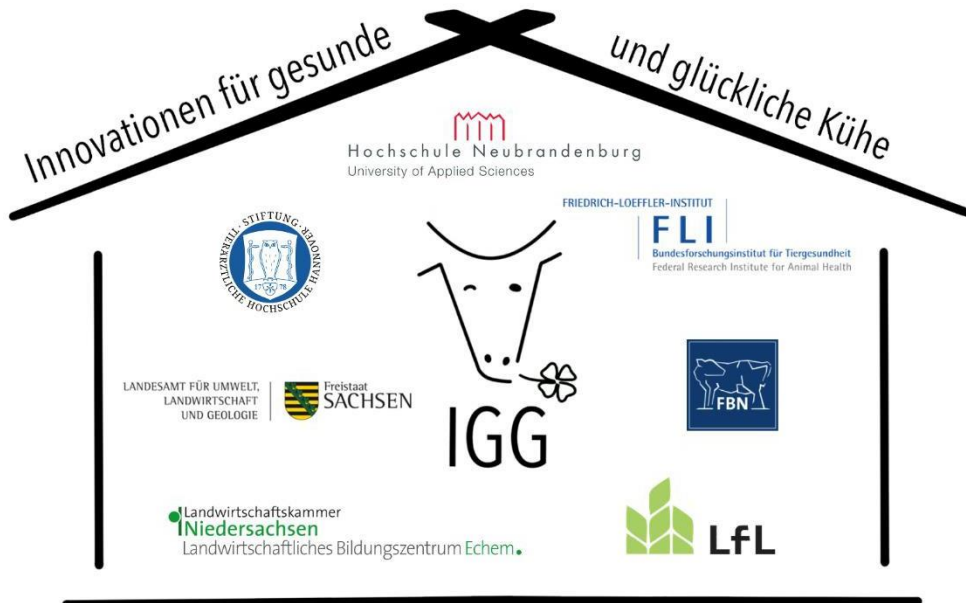 Innovationen für gesunde
und glückliche Kühe
Hochschule Neubrandenburg
University of Applied Sciences
STIFTUNG · TIERÄRZTLICHE HOCHSCHULE HANNOVER ·
1778
FRIEDRICH-LOEFFLER-INSTITUT
FLI
Bundesforschungsinstitut für Tiergesundheit
Federal Research Institute for Animal Health
LANDESAMT FÜR UMWELT,
LANDWIRTSCHAFT
UND GEOLOGIE
Freistaat
SACHSEN
FBN
IGG
Landwirtschaftskammer
Niedersachsen
Landwirtschaftliches Bildungszentrum Echem.
LfL